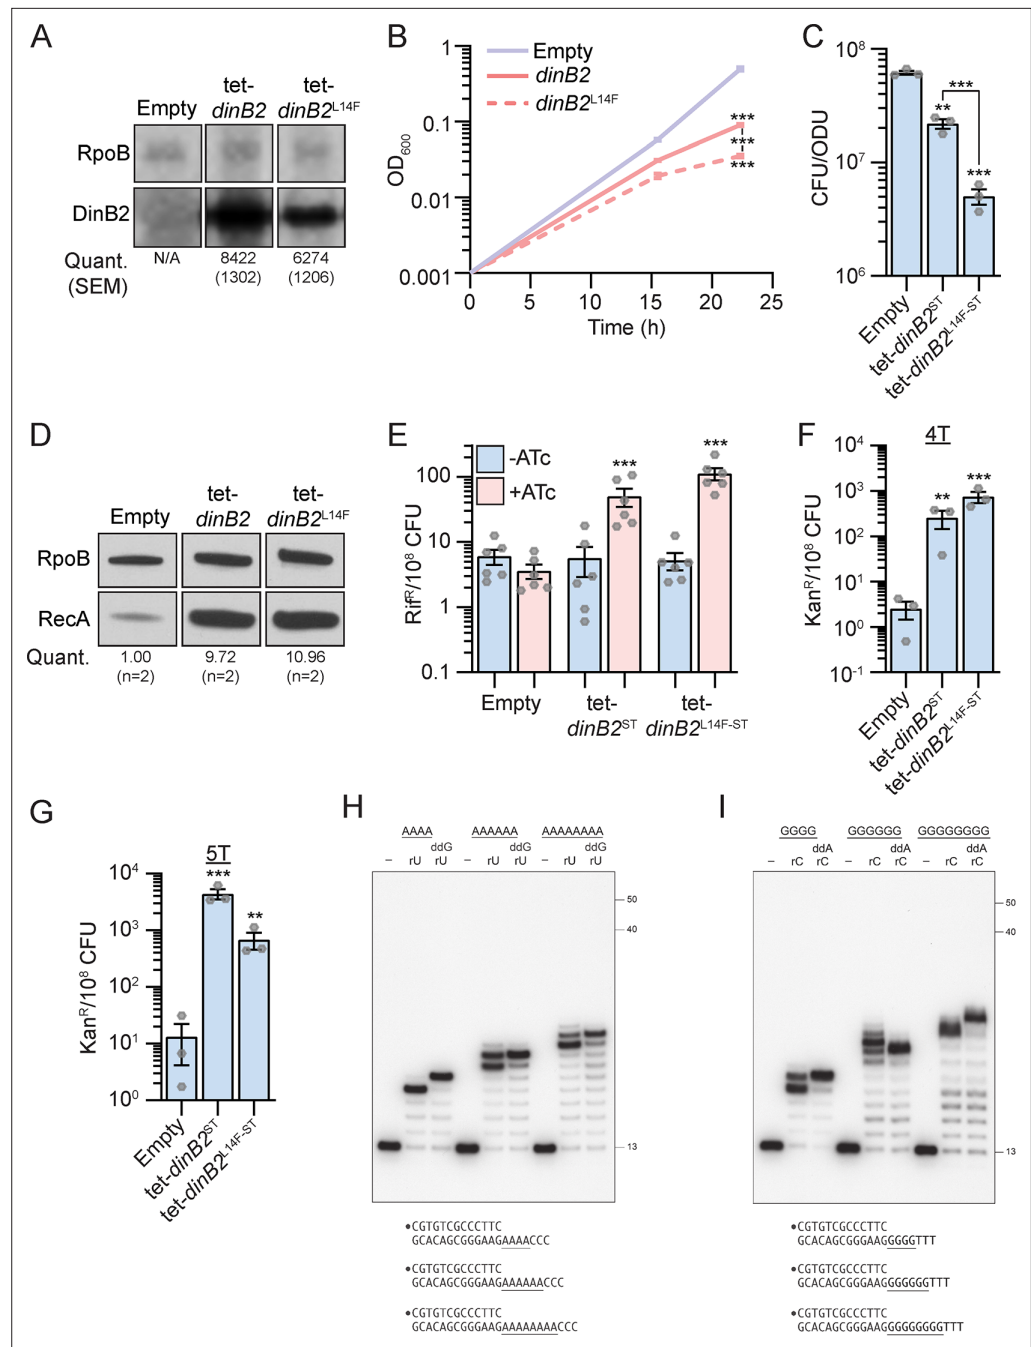 A
Empty
tet-
dinB2
tet-
dinB2L14F
RpoB
DinB2
Quant.
(SEM)
N/A
8422
(1302)
6274
(1206)
B
Empty
dinB2
dinB2L14F
OD600
1
0.1
0.01
0.001
***
***
***
0
5
10
15
20
25
Time (h)
C
CFU/ODU
10^8
10^7
10^6
**
***
***
Empty
tet-dinB2ST
tet-dinB2L14F-ST
D
Empty
tet-
dinB2
tet-
dinB2L14F
RpoB
RecA
Quant.
1.00
(n=2)
9.72
(n=2)
10.96
(n=2)
E
RifR/10^8 CFU
-ATc
+ATc
100
10
1
0.1
***
***
Empty
tet-
dinB2ST
tet-
dinB2L14F-ST
F
4T
KanR/10^8 CFU
10^4
10^3
10^2
10^1
10^0
10^-1
**
***
Empty
tet-dinB2ST
tet-dinB2L14F-ST
G
5T
KanR/10^8 CFU
10^4
10^3
10^2
10^1
10^0
***
**
Empty
tet-dinB2ST
tet-dinB2L14F-ST
H
AAAA AAAAAA AAAAAAAA
ddG ddG ddG
– rU rU – rU rU – rU rU
50
40
13
•CGTGTCGCCCTTC
GCACAGCGGGAAGAAAACCC
•CGTGTCGCCCTTC
GCACAGCGGGAAGAAAAAACCC
•CGTGTCGCCCTTC
GCACAGCGGGAAGAAAAAAAACCC
I
GGGG GGGGGG GGGGGGGG
ddA ddA ddA
– rC rC – rC rC – rC rC
50
40
13
•CGTGTCGCCCTTC
GCACAGCGGGAAGGGGGTTT
•CGTGTCGCCCTTC
GCACAGCGGGAAGGGGGGGTTT
•CGTGTCGCCCTTC
GCACAGCGGGAAGGGGGGGGGTTT